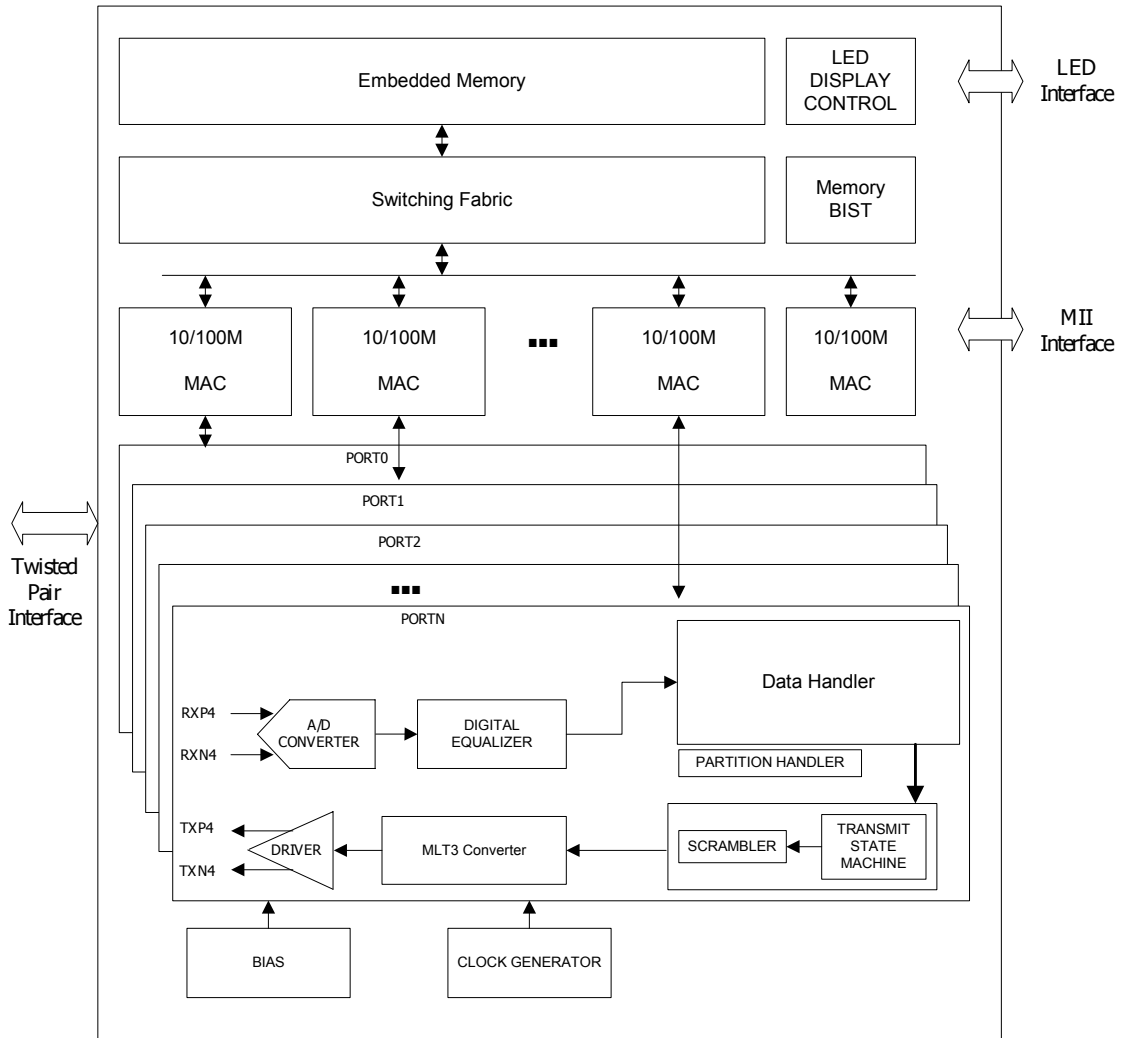 Embedded Memory
LED
DISPLAY
CONTROL
LED
Interface
Switching Fabric
Memory
BIST
10/100M
MAC
10/100M
MAC
10/100M
MAC
10/100M
MAC
MII
Interface
PORT0
PORT1
PORT2
PORTN
Twisted
Pair
Interface
Data Handler
RXP4
RXN4
A/D
CONVERTER
DIGITAL
EQUALIZER
PARTITION HANDLER
TXP4
TXN4
DRIVER
MLT3 Converter
SCRAMBLER
TRANSMIT
STATE
MACHINE
BIAS
CLOCK GENERATOR